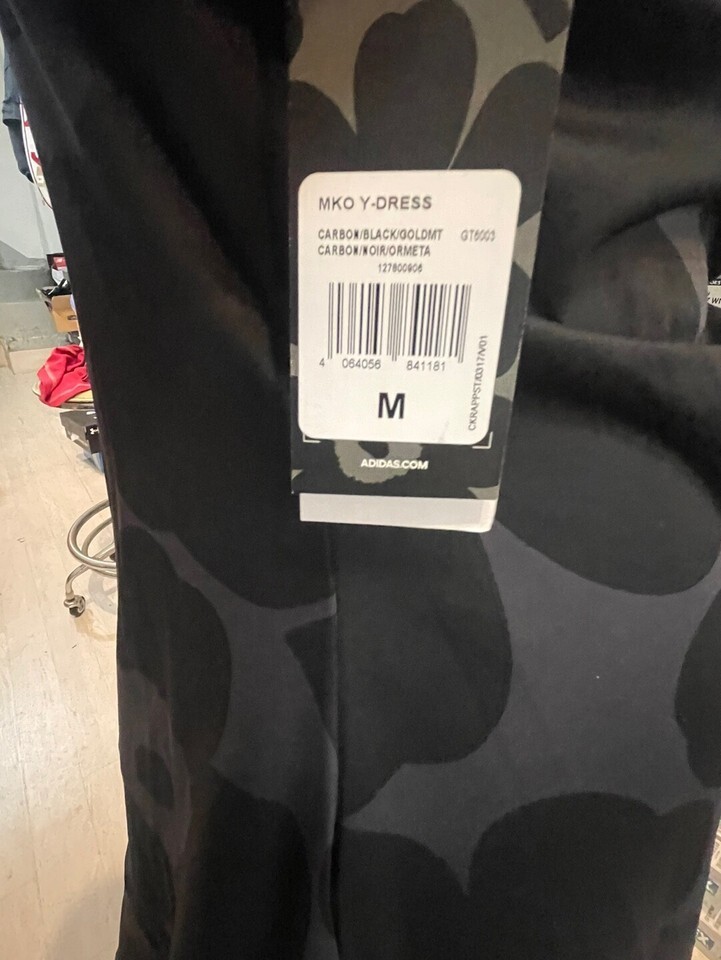 MKO Y-DRESS
CARBON/BLACK/GOLDMT GT6003
CARBON/NOIR/ORMETA
127800906
4 064056 841181
CKRAPPST/0317/V01
M
ADIDAS.COM